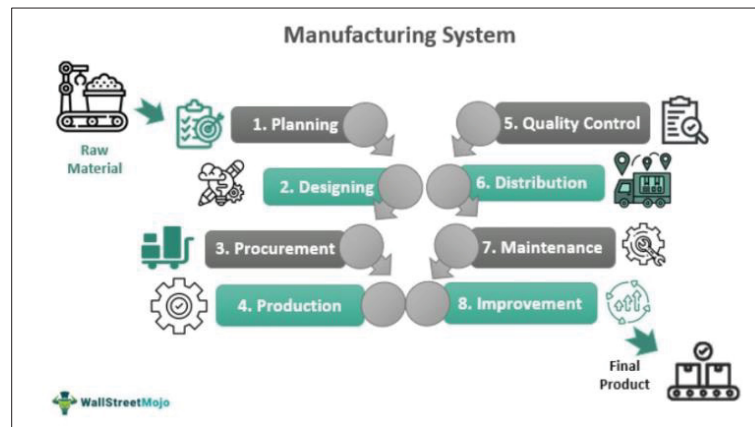 Manufacturing System
Raw
Material
1. Planning
2. Designing
3. Procurement
4. Production
5. Quality Control
6. Distribution
7. Maintenance
8. Improvement
Final
Product
WallStreetMojo